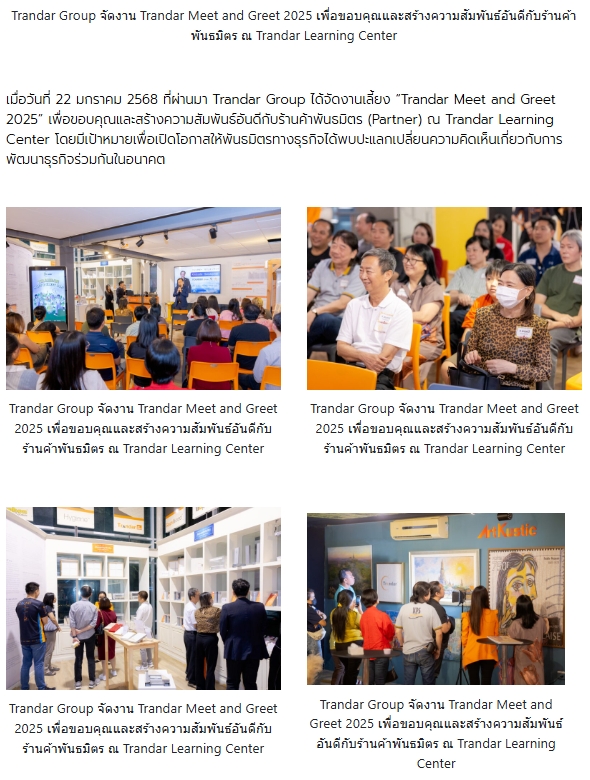 Trandar Group จัดงาน Trandar Meet and Greet 2025 เพื่อขอบคุณและสร้างความสัมพันธ์อันดีกับร้านค้า
พันธมิตร ณ Trandar Learning Center
เมื่อวันที่ 22 มกราคม 2568 ที่ผ่านมา Trandar Group ได้จัดงานเลี้ยง “Trandar Meet and Greet
2025” เพื่อขอบคุณและสร้างความสัมพันธ์อันดีกับร้านค้าพันธมิตร (Partner) ณ Trandar Learning
Center โดยมีเป้าหมายเพื่อเปิดโอกาสให้พันธมิตรทางธุรกิจได้พบปะแลกเปลี่ยนความคิดเห็นเกี่ยวกับการ
พัฒนาธุรกิจร่วมกันในอนาคต
Trandar Group จัดงาน Trandar Meet and Greet
2025 เพื่อขอบคุณและสร้างความสัมพันธ์อันดีกับ
ร้านค้าพันธมิตร ณ Trandar Learning Center
Trandar Group จัดงาน Trandar Meet and Greet
2025 เพื่อขอบคุณและสร้างความสัมพันธ์อันดีกับ
ร้านค้าพันธมิตร ณ Trandar Learning Center
Trandar
ArtKustic
Trandar Group จัดงาน Trandar Meet and Greet
2025 เพื่อขอบคุณและสร้างความสัมพันธ์อันดีกับ
ร้านค้าพันธมิตร ณ Trandar Learning Center
Trandar Group จัดงาน Trandar Meet and
Greet 2025 เพื่อขอบคุณและสร้างความสัมพันธ์
อันดีกับร้านค้าพันธมิตร ณ Trandar Learning
Center